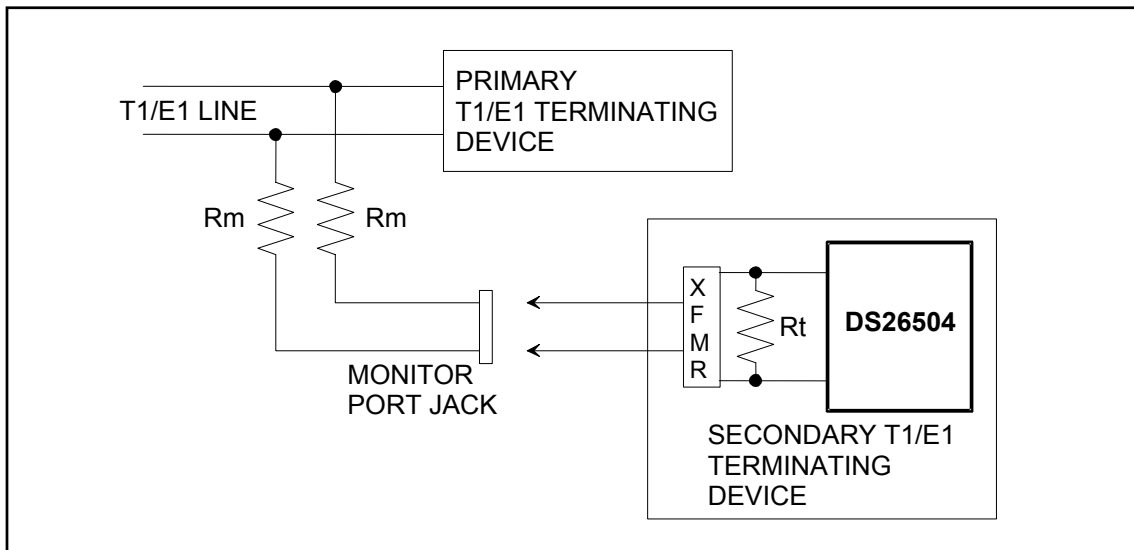 PRIMARY
T1/E1 TERMINATING
DEVICE
T1/E1 LINE
Rm
Rm
MONITOR
PORT JACK
X
F
M
R
Rt
DS26504
SECONDARY T1/E1
TERMINATING
DEVICE